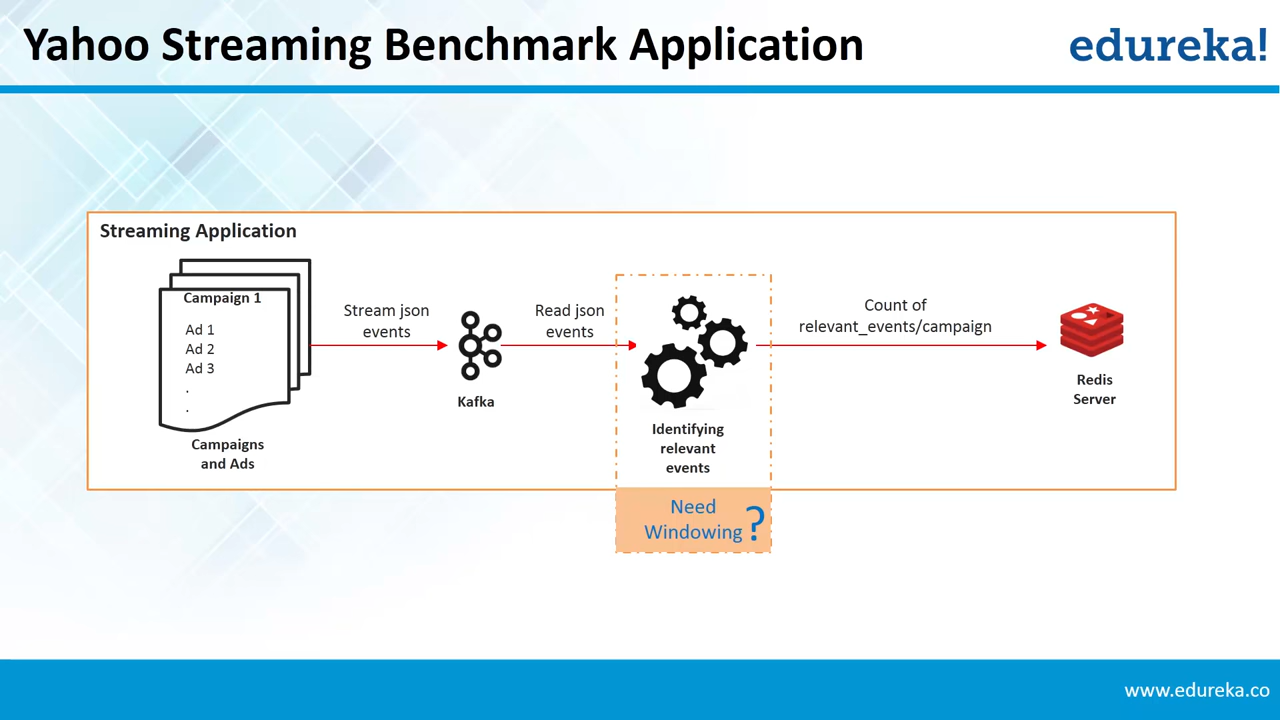 Yahoo Streaming Benchmark Application
edureka!
Streaming Application
Campaign 1
Ad 1
Ad 2
Ad 3
.
.
Campaigns
and Ads
Stream json
events
Kafka
Read json
events
Identifying
relevant
events
Need
Windowing ?
Count of
relevant_events/campaign
Redis
Server
www.edureka.co